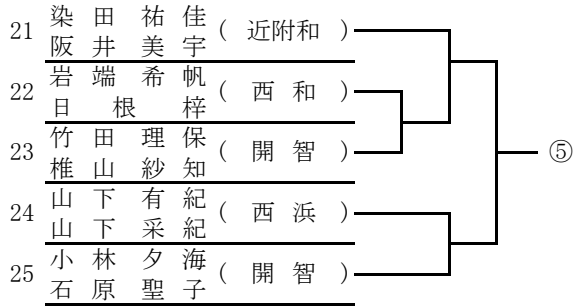 染田祐佳
21 (近附和)
阪井美宇
岩端希帆
22 (西和)
日根梓
竹田理保
23 (開智)
椎山紗知
山下有紀
24 (西浜)
山下采紀
小林夕海
25 (開智)
石原聖子
⑤